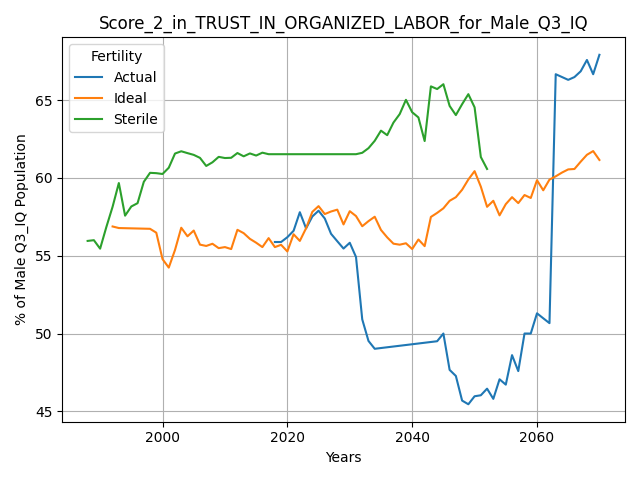 Score_2_in_TRUST_IN_ORGANIZED_LABOR_for_Male_Q3_IQ
Fertility
Actual
Ideal
Sterile
% of Male Q3_IQ Population
65
60
55
50
45
2000
2020
2040
2060
Years